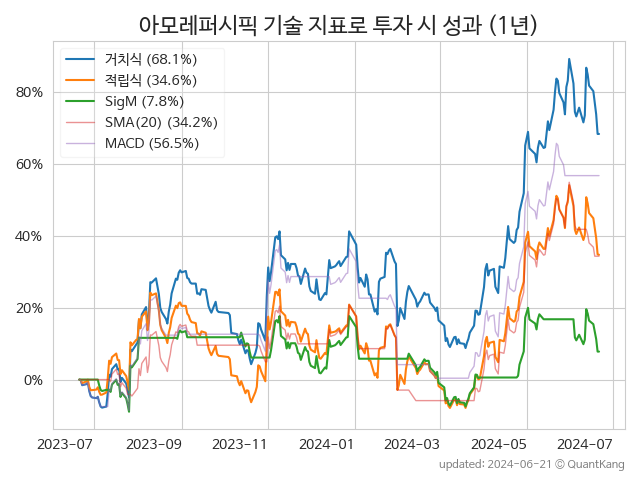 아모레퍼시픽 기술 지표로 투자 시 성과 (1년)
거치식 (68.1%)
적립식 (34.6%)
SigM (7.8%)
SMA(20) (34.2%)
MACD (56.5%)
80%
60%
40%
20%
0%
2023-07 2023-09 2023-11 2024-01 2024-03 2024-05 2024-07
updated: 2024-06-21 © QuantKang